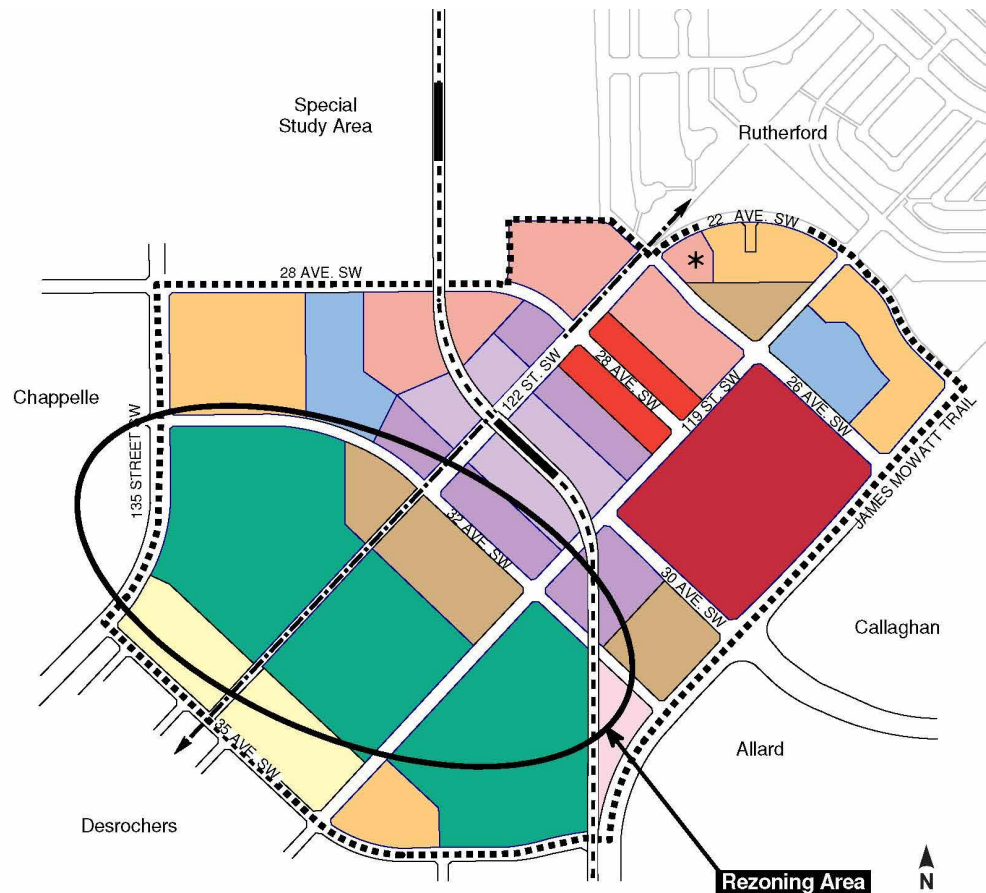 Special
Study Area
Rutherford
22 AVE. SW
28 AVE. SW
122 ST. SW
28 AVE. SW
119 ST. SW
26 AVE. SW
Chappelle
135 STREET SW
JAMES MOWATT TRAIL
32 AVE. SW
30 AVE. SW
Callaghan
35 AVE. SW
Allard
Desrochers
Rezoning Area
N